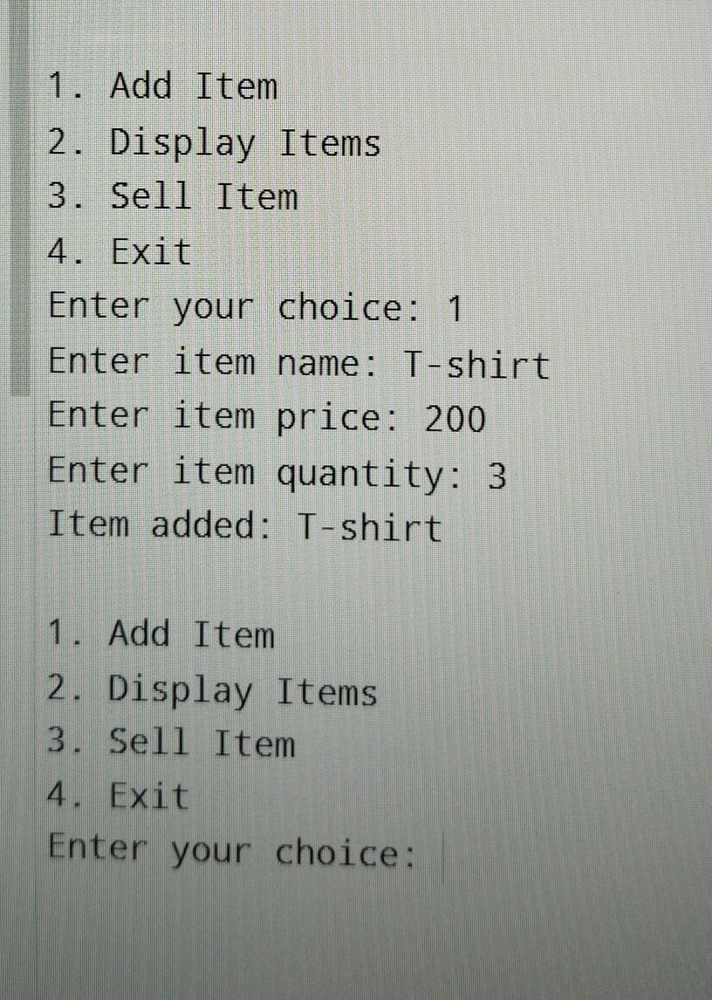 1. Add Item
2. Display Items
3. Sell Item
4. Exit
Enter your choice: 1
Enter item name: T-shirt
Enter item price: 200
Enter item quantity: 3
Item added: T-shirt
1. Add Item
2. Display Items
3. Sell Item
4. Exit
Enter your choice: